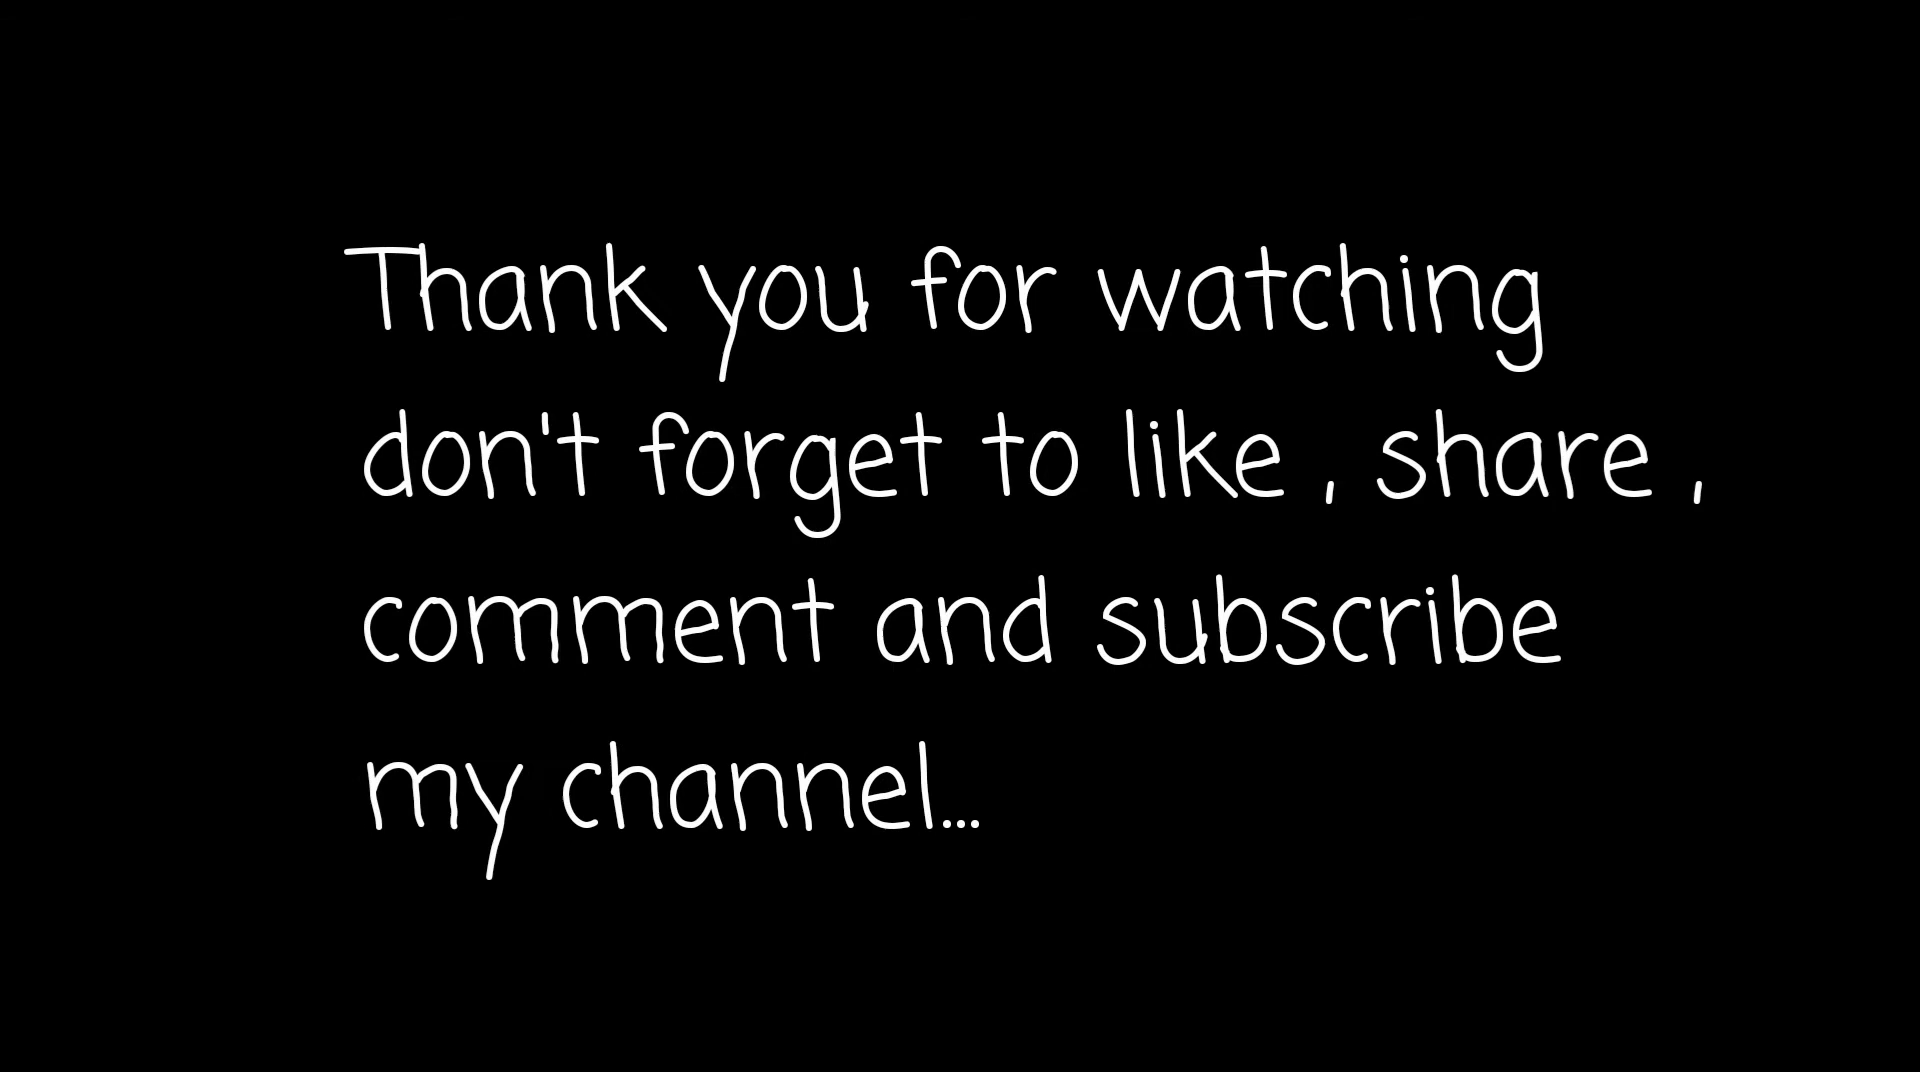 Thank you for watching
don't forget to like , share ,
comment and subscribe
my channel...